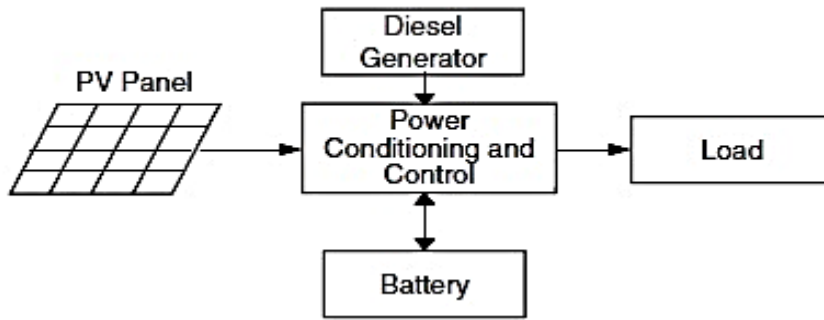 Diesel
Generator
PV Panel
Power
Conditioning and
Control
Load
Battery